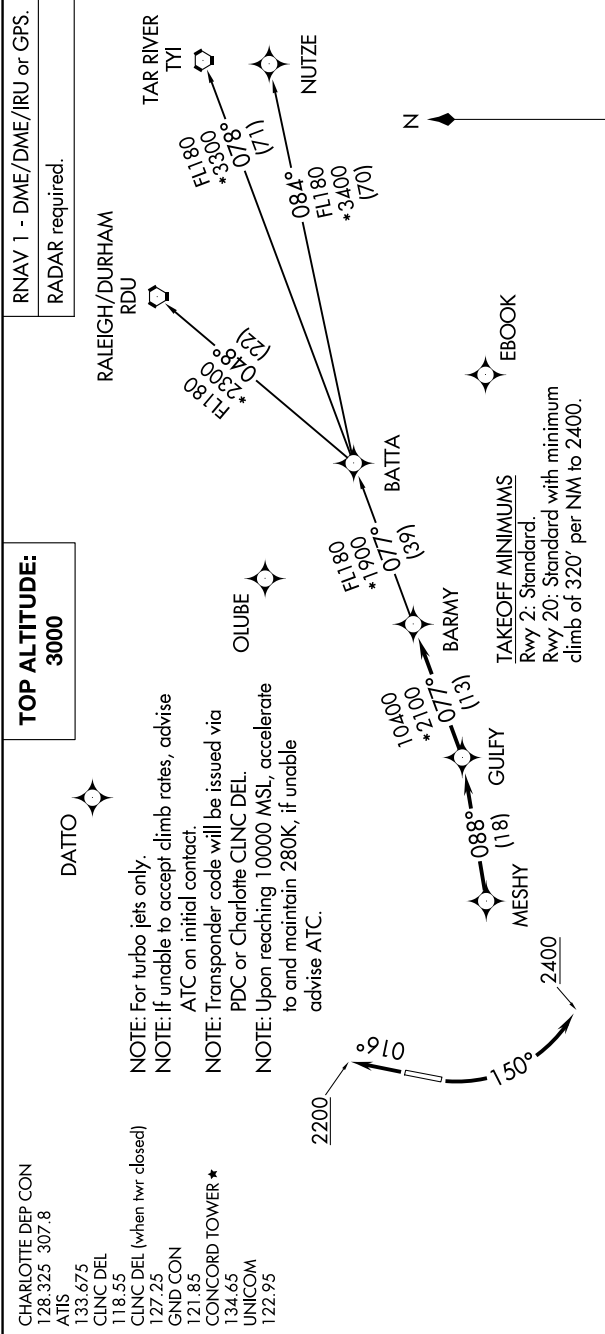 CHARLOTTE DEP CON
128.325 307.8
ATIS
133.675
CLNC DEL
118.55
CLNC DEL (when twr closed)
127.25
GND CON
121.85
CONCORD TOWER ★
134.65
UNICOM
122.95
TOP ALTITUDE:
3000
RNAV 1 - DME/DME/IRU or GPS.
RADAR required.
DATTO
NOTE: For turbo jets only.
NOTE: If unable to accept climb rates, advise
ATC on initial contact.
NOTE: Transponder code will be issued via
PDC or Charlotte CLNC DEL.
NOTE: Upon reaching 10000 MSL, accelerate
to and maintain 280K, if unable
advise ATC.
OLUBE
RALEIGH/DURHAM
RDU
TAR RIVER
TYI
NUTZE
FL180
*2300
048°
(22)
FL180
*3300
078°
(71)
084°
FL180
*3400
(70)
N
2200
016°
150°
2400
MESHY
088°
(18)
GULFY
10400
*2100
077°
(13)
BARMY
FL180
*1900
077°
(39)
BATTA
EBOOK
TAKEOFF MINIMUMS
Rwy 2: Standard.
Rwy 20: Standard with minimum
climb of 320' per NM to 2400.